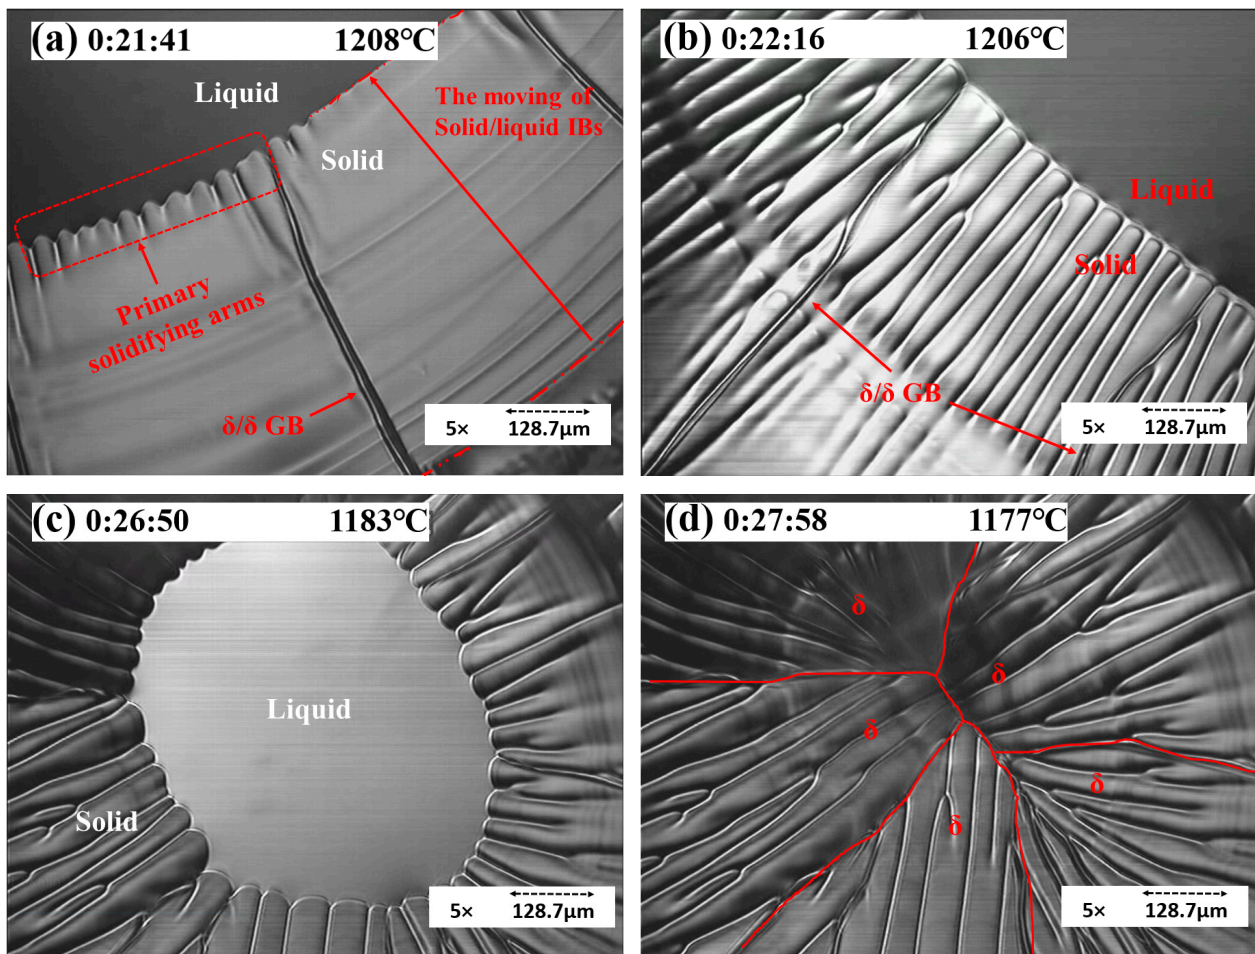 (a) 0:21:41 1208℃
Liquid
The moving of
Solid/liquid IBs
Solid
Primary
solidifying arms
δ/δ GB
5× 128.7μm
(b) 0:22:16 1206℃
Liquid
Solid
δ/δ GB
5× 128.7μm
(c) 0:26:50 1183℃
Liquid
Solid
5× 128.7μm
(d) 0:27:58 1177℃
δ
δ
δ
δ
δ
5× 128.7μm